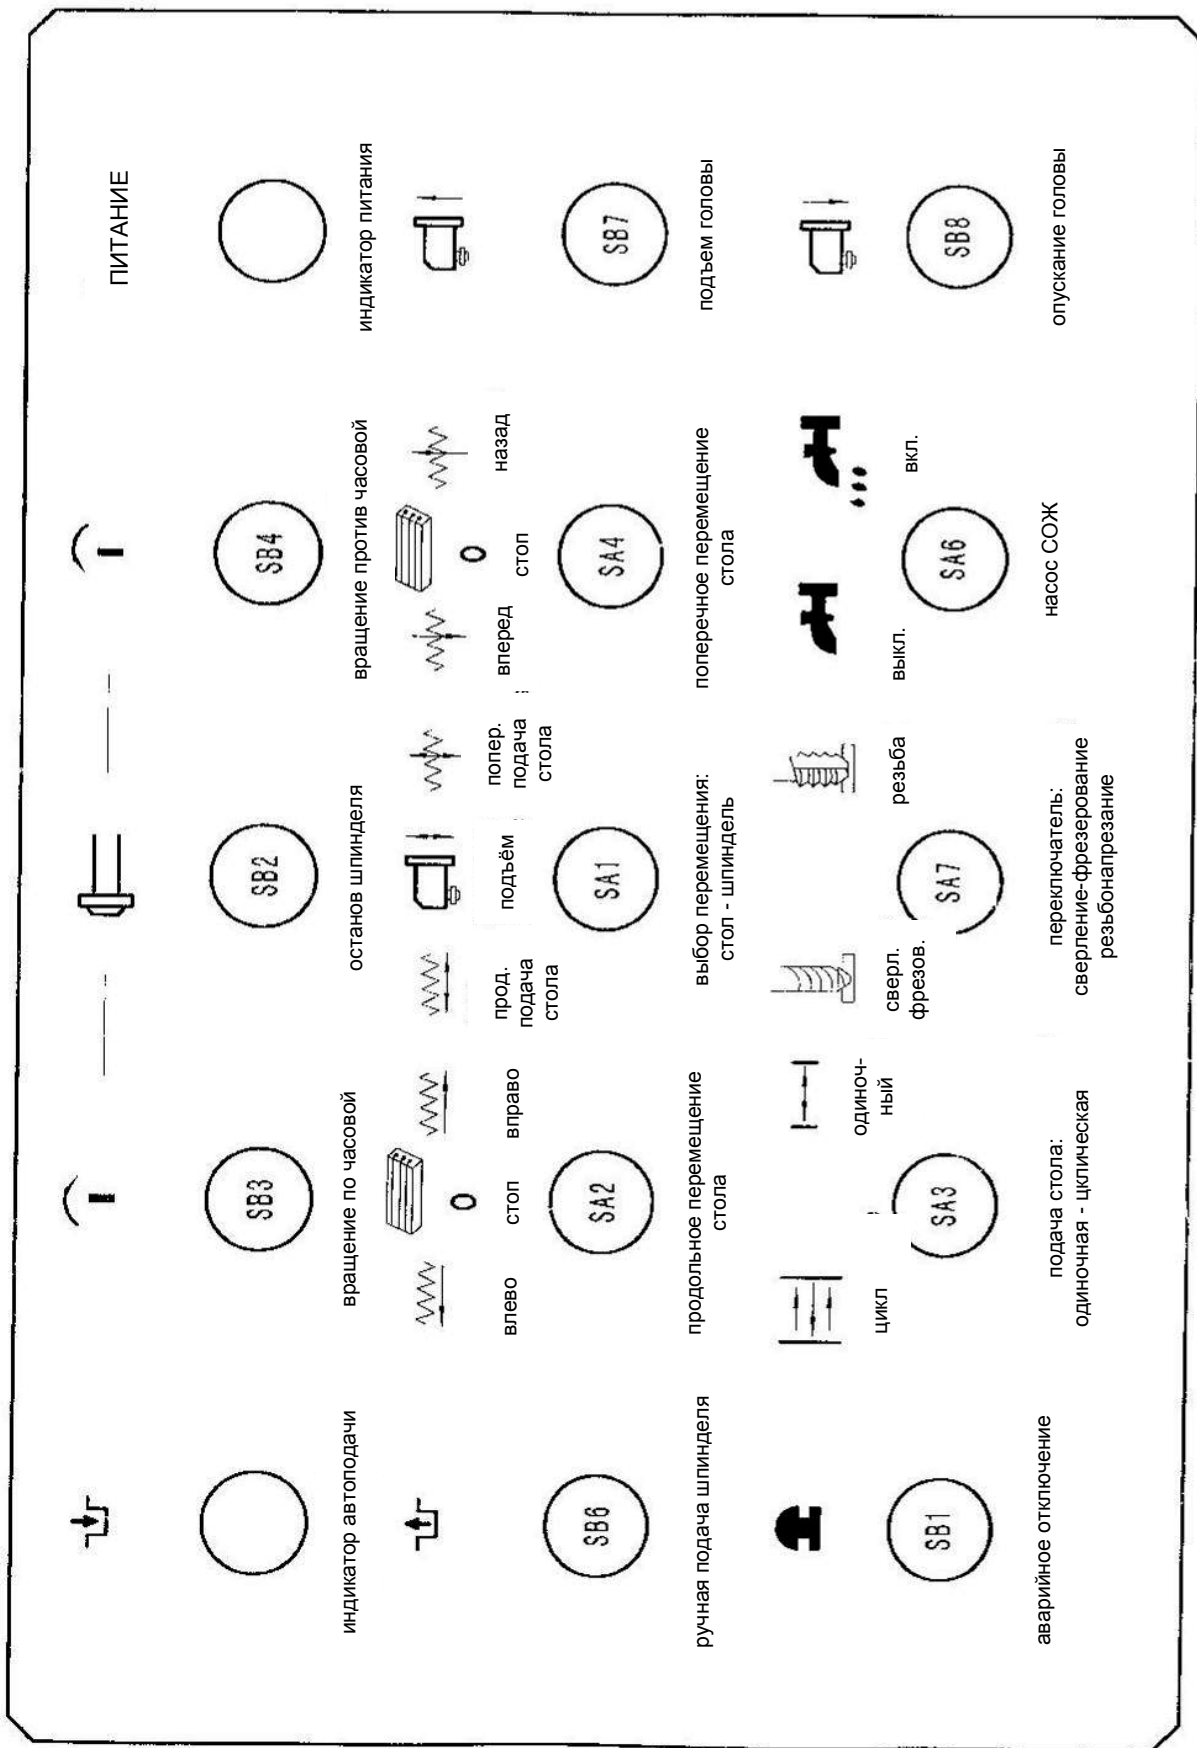 ПИТАНИЕ
SB3
SB2
SB4
индикатор автоподачи
вращение по часовой
останов шпинделя
вращение против часовой
индикатор питания
0
0
влево
стоп
вправо
прод.
подача
стола
подъём
попер.
подача
стола
вперед
стоп
назад
SB6
SA2
SA1
SA4
SB7
ручная подача шпинделя
продольное перемещение
стола
выбор перемещения:
стол - шпиндель
поперечное перемещение
стола
подъем головы
цикл
одиноч-
ный
сверл.
фрезов.
резьба
выкл.
вкл.
SB1
SA3
SA7
SA6
SB8
аварийное отключение
подача стола:
одиночная - цклическая
переключатель:
сверление-фрезерование
резьбонапрезание
насос СОЖ
опускание головы